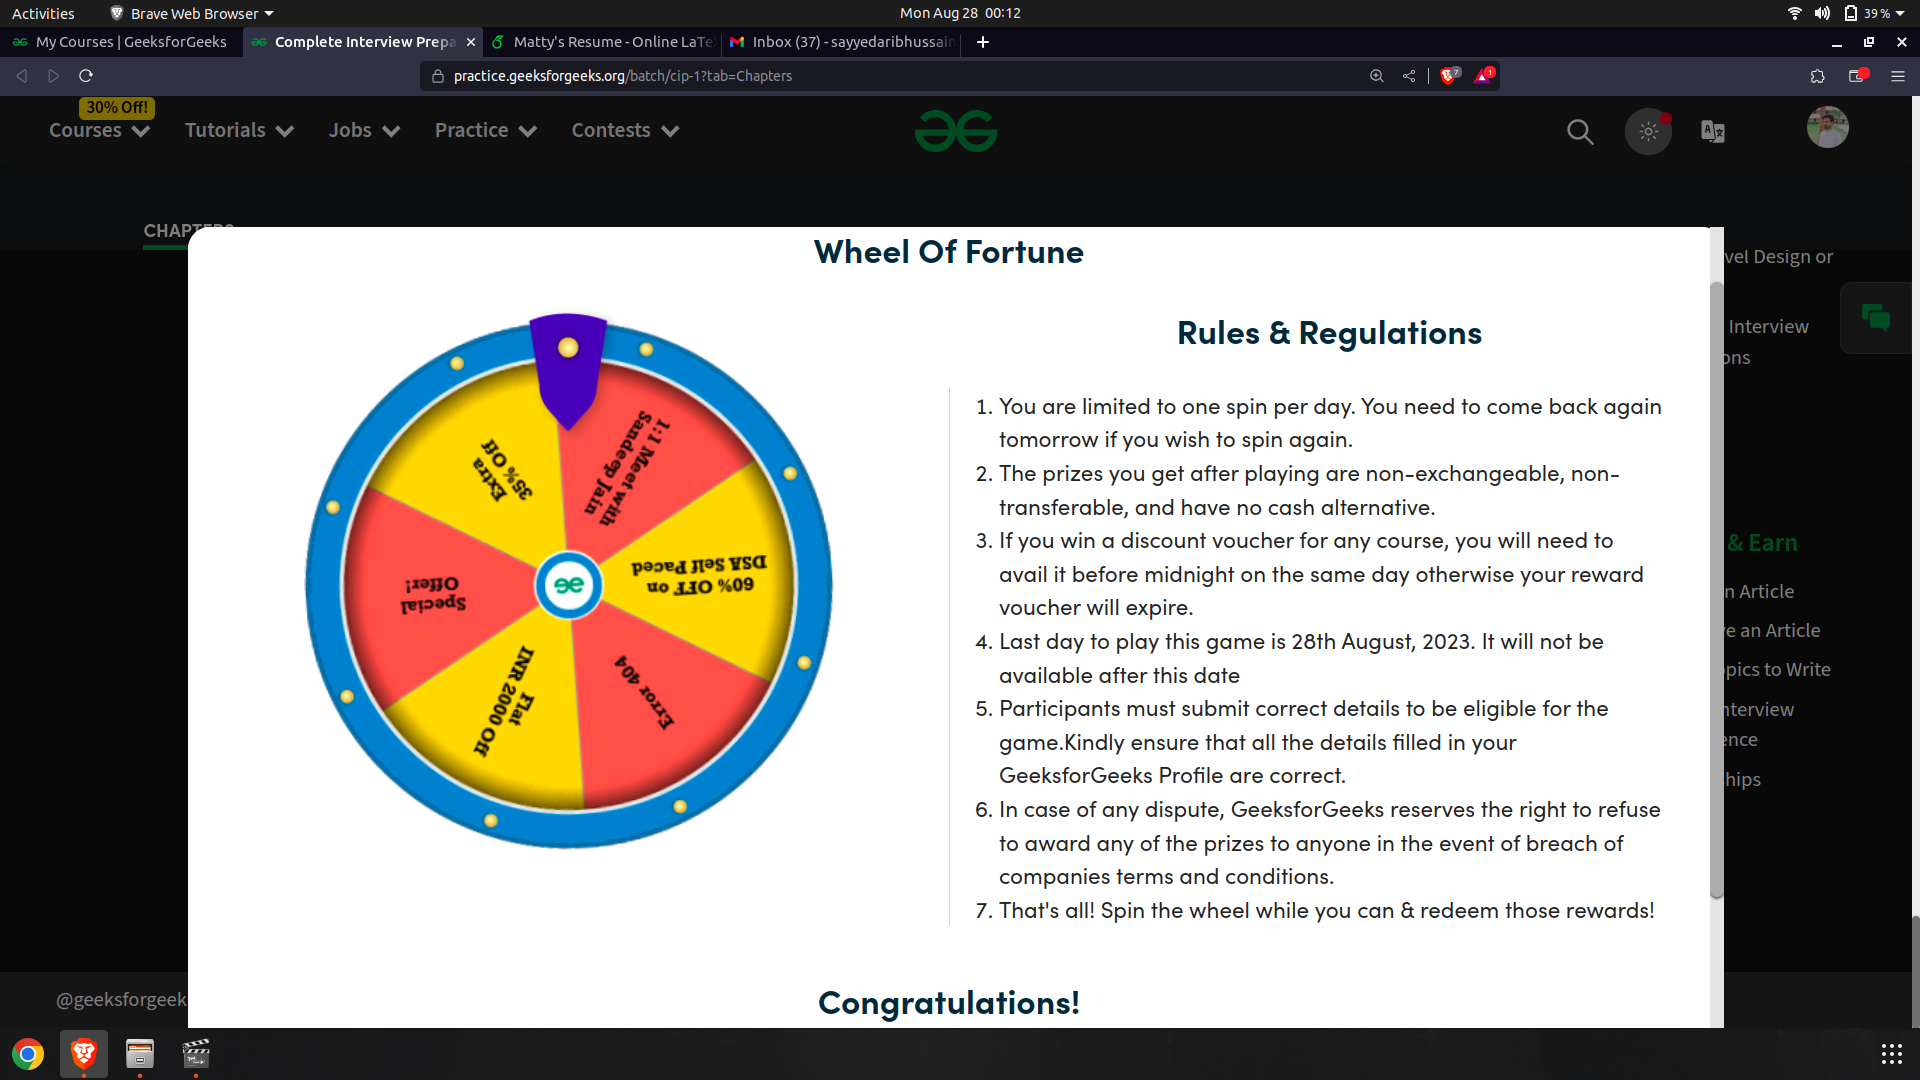 Activities
Brave Web Browser
Mon Aug 28 00:12
39 %
My Courses | GeeksforGeeks
Complete Interview Prepa
Matty's Resume - Online LaTe
Inbox (37) - sayyedaribhussain
practice.geeksforgeeks.org/batch/cip-1?tab=Chapters
7
1
30% Off!
Courses
Tutorials
Jobs
Practice
Contests
CHAPTERS
Wheel Of Fortune
Extra
35% Off
1:1 Meet with
Sandeep Jain
60% OFF on
DSA Self Paced
Error 404
Flat
INR 2000 Off
Special
Offer!
Rules & Regulations
1. You are limited to one spin per day. You need to come back again
tomorrow if you wish to spin again.
2. The prizes you get after playing are non-exchangeable, non-
transferable, and have no cash alternative.
3. If you win a discount voucher for any course, you will need to
avail it before midnight on the same day otherwise your reward
voucher will expire.
4. Last day to play this game is 28th August, 2023. It will not be
available after this date
5. Participants must submit correct details to be eligible for the
game.Kindly ensure that all the details filled in your
GeeksforGeeks Profile are correct.
6. In case of any dispute, GeeksforGeeks reserves the right to refuse
to award any of the prizes to anyone in the event of breach of
companies terms and conditions.
7. That's all! Spin the wheel while you can & redeem those rewards!
Congratulations!
vel Design or
Interview
ons
& Earn
n Article
ve an Article
opics to Write
nterview
ence
hips
@geeksforgeek